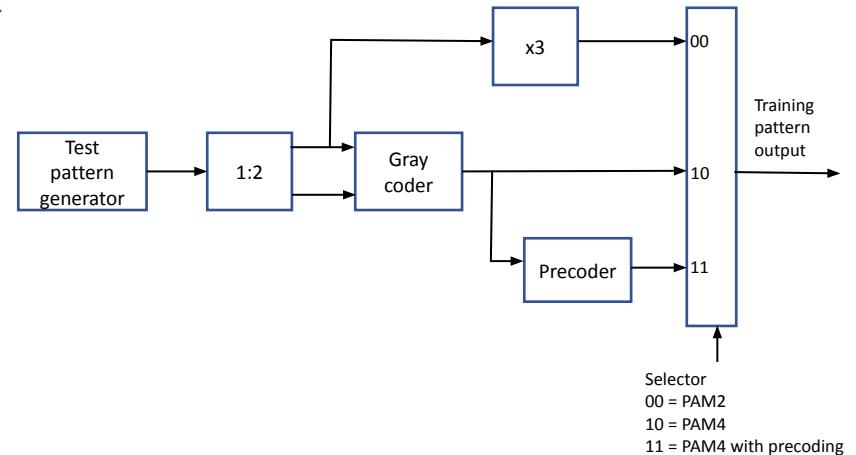 x3
00
Training
pattern
output
Test
pattern
generator
1:2
Gray
coder
10
Precoder
11
Selector
00 = PAM2
10 = PAM4
11 = PAM4 with precoding